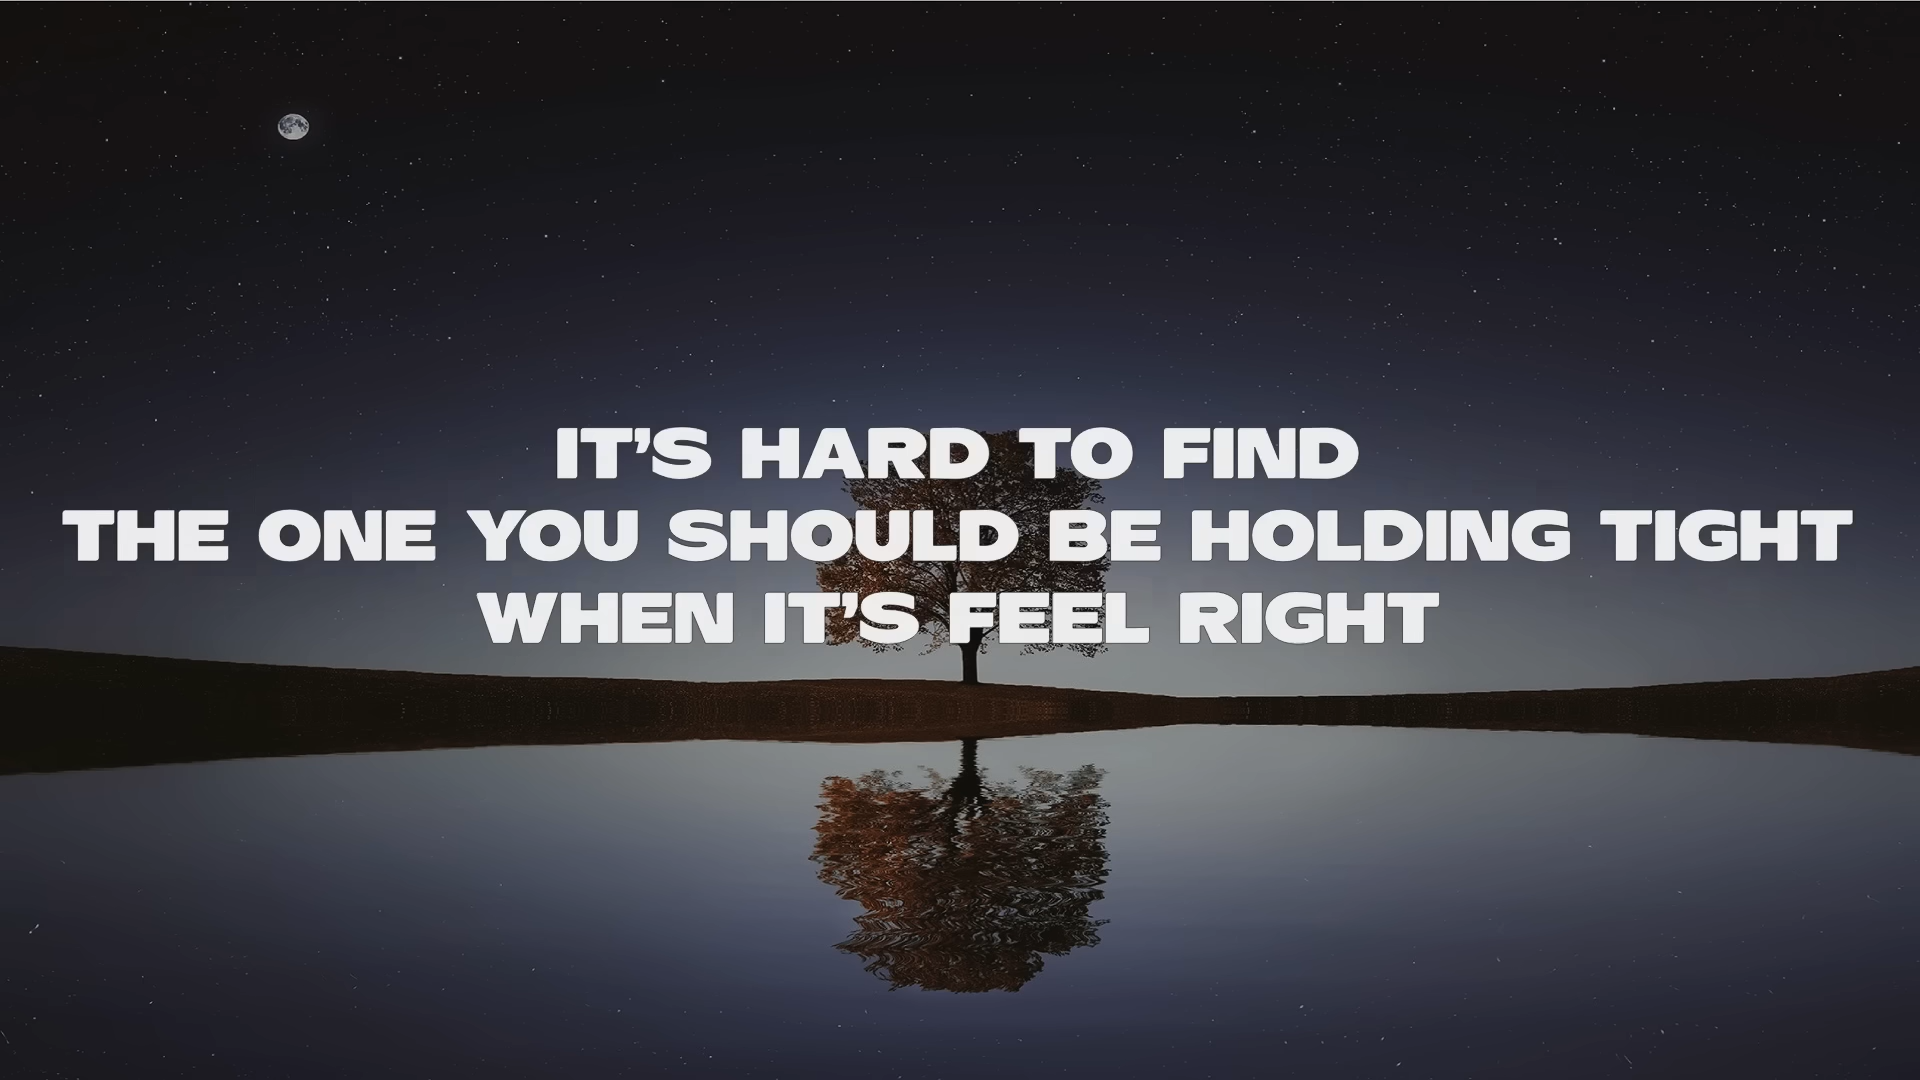 IT’S HARD TO FIND
THE ONE YOU SHOULD BE HOLDING TIGHT
WHEN IT’S FEEL RIGHT